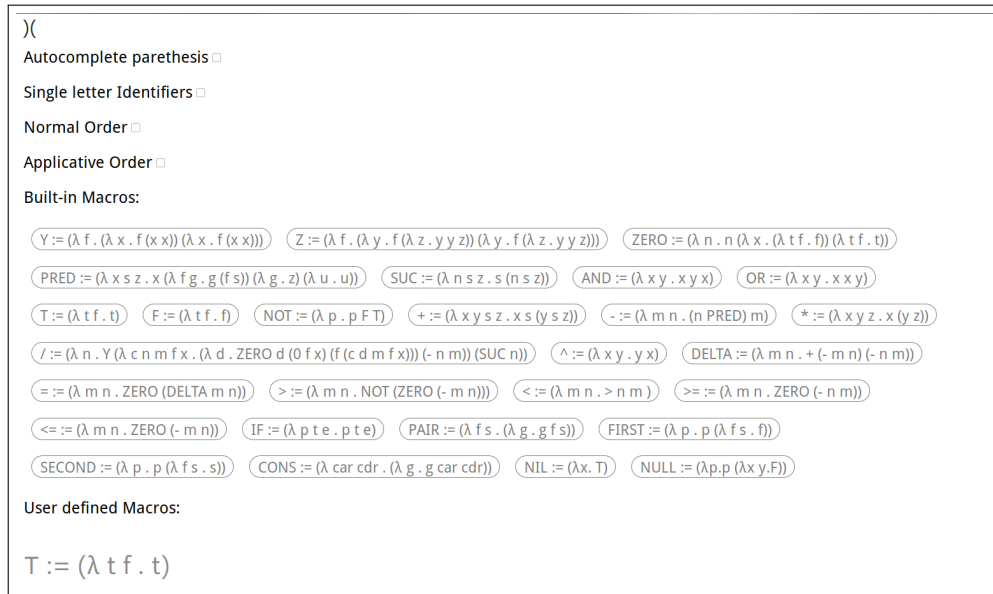 )(
Autocomplete parethesis
Single letter Identifiers
Normal Order
Applicative Order
Built-in Macros:
Y := (λ f . (λ x . f (x x)) (λ x . f (x x))) Z := (λ f . (λ y . f (λ z . y y z)) (λ y . f (λ z . y y z))) ZERO := (λ n . n (λ x . (λ t f . f)) (λ t f . t))
PRED := (λ x s z . x (λ f g . g (f s)) (λ g . z) (λ u . u)) SUC := (λ n s z . s (n s z)) AND := (λ x y . x y x) OR := (λ x y . x x y)
T := (λ t f . t) F := (λ t f . f) NOT := (λ p . p F T) + := (λ x y s z . x s (y s z)) - := (λ m n . (n PRED) m) * := (λ x y z . x (y z))
/ := (λ n . Y (λ c n m f x . (λ d . ZERO d (0 f x) (f (c d m f x))) (- n m)) (SUC n)) ^ := (λ x y . y x) DELTA := (λ m n . + (- m n) (- n m))
= := (λ m n . ZERO (DELTA m n)) > := (λ m n . NOT (ZERO (- m n))) < := (λ m n . > n m ) >= := (λ m n . ZERO (- n m))
<= := (λ m n . ZERO (- m n)) IF := (λ p t e . p t e) PAIR := (λ f s . (λ g . g f s)) FIRST := (λ p . p (λ f s . f))
SECOND := (λ p . p (λ f s . s)) CONS := (λ car cdr . (λ g . g car cdr)) NIL := (λx. T) NULL := (λp.p (λx y.F))
User defined Macros:
T := (λ t f . t)